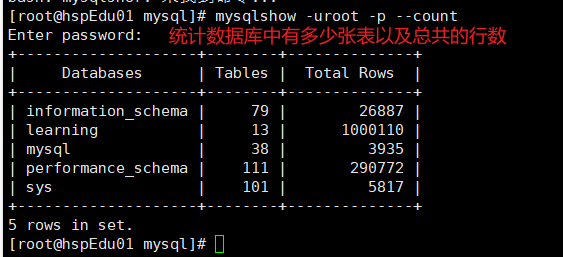 [root@hspEdu01 mysql]# mysqlshow -uroot -p --count
Enter password: 统计数据库中有多少张表以及总共的行数
+--------------------+--------+--------------+
| Databases | Tables | Total Rows |
+--------------------+--------+--------------+
| information_schema | 79 | 26887 |
| learning | 13 | 1000110 |
| mysql | 38 | 3935 |
| performance_schema | 111 | 290772 |
| sys | 101 | 5817 |
+--------------------+--------+--------------+
5 rows in set.
[root@hspEdu01 mysql]#